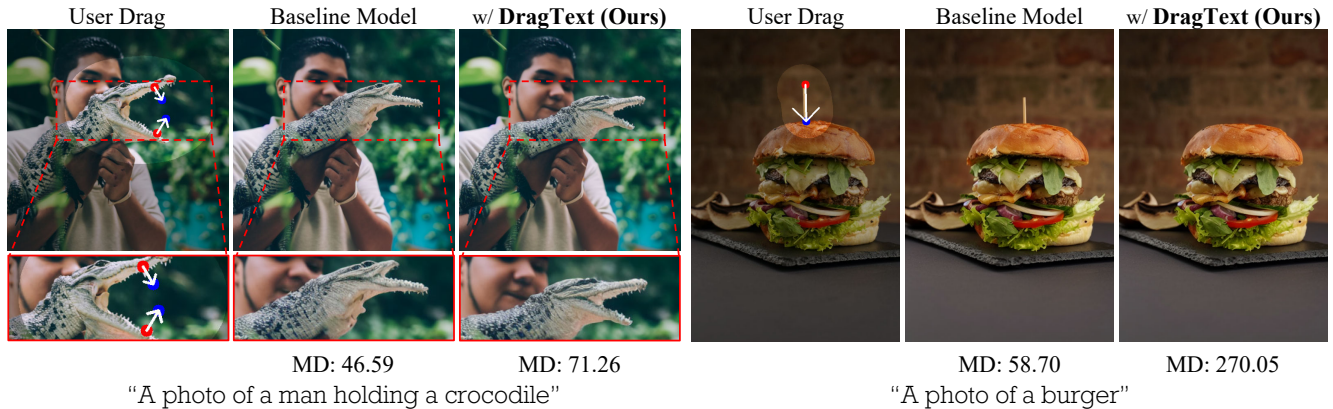 User Drag
Baseline Model
w/ DragText (Ours)
User Drag
Baseline Model
w/ DragText (Ours)
MD: 46.59
MD: 71.26
MD: 58.70
MD: 270.05
“A photo of a man holding a crocodile”
“A photo of a burger”